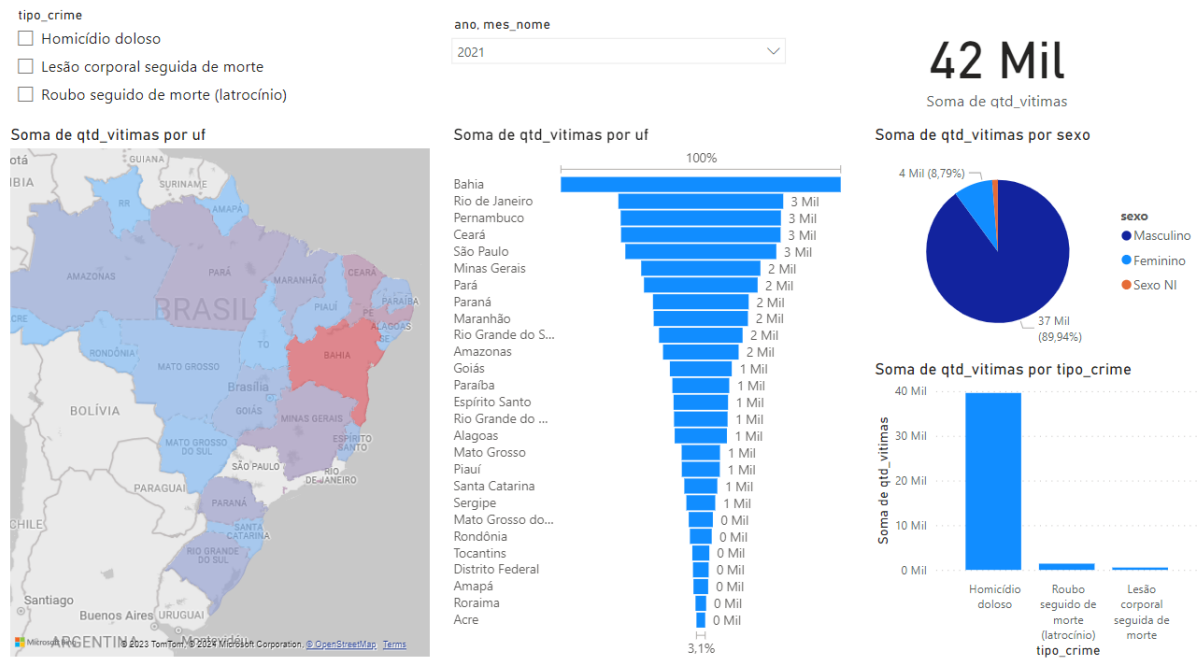 tipo_crime
Homicídio doloso
Lesão corporal seguida de morte
Roubo seguido de morte (latrocínio)
ano, mes_nome
2021
42 Mil
Soma de qtd_vitimas
Soma de qtd_vitimas por uf
GUIANA
SURINAME
RR
AMAPÁ
AMAZONAS
PARÁ
MARANHÃO
CEARÁ
BRASIL
PIAUÍ
PARAÍBA
PE
ALAGOAS
SE
CRE
RONDÔNIA
TO
BAHIA
MATO GROSSO
Brasília
BOLÍVIA
GOIÁS
MINAS GERAIS
MATO GROSSO
DO SUL
ESPÍRITO
SANTO
SÃO PAULO
RIO
DE JANEIRO
PARAGUAI
PARANÁ
CHILE
SANTA
CATARINA
RIO GRANDE
DO SUL
Santiago
Buenos Aires
URUGUAI
ARGENTINA
Montevidéu
© 2023 TomTom, © 2024 Microsoft Corporation, © OpenStreetMap Terms
Soma de qtd_vitimas por uf
100%
Bahia
Rio de Janeiro 3 Mil
Pernambuco 3 Mil
Ceará 3 Mil
São Paulo 3 Mil
Minas Gerais 2 Mil
Pará 2 Mil
Paraná 2 Mil
Maranhão 2 Mil
Rio Grande do S... 2 Mil
Amazonas 2 Mil
Goiás 1 Mil
Paraíba 1 Mil
Espírito Santo 1 Mil
Rio Grande do ... 1 Mil
Alagoas 1 Mil
Mato Grosso 1 Mil
Piauí 1 Mil
Santa Catarina 1 Mil
Sergipe 1 Mil
Mato Grosso do... 0 Mil
Rondônia 0 Mil
Tocantins 0 Mil
Distrito Federal 0 Mil
Amapá 0 Mil
Roraima 0 Mil
Acre 0 Mil
3,1%
Soma de qtd_vitimas por sexo
4 Mil (8,79%)
37 Mil
(89,94%)
sexo
Masculino
Feminino
Sexo NI
Soma de qtd_vitimas por tipo_crime
Soma de qtd_vitimas
40 Mil
30 Mil
20 Mil
10 Mil
0 Mil
Homicídio
doloso
Roubo
seguido de
morte
(latrocínio)
Lesão
corporal
seguida de
morte
tipo_crime